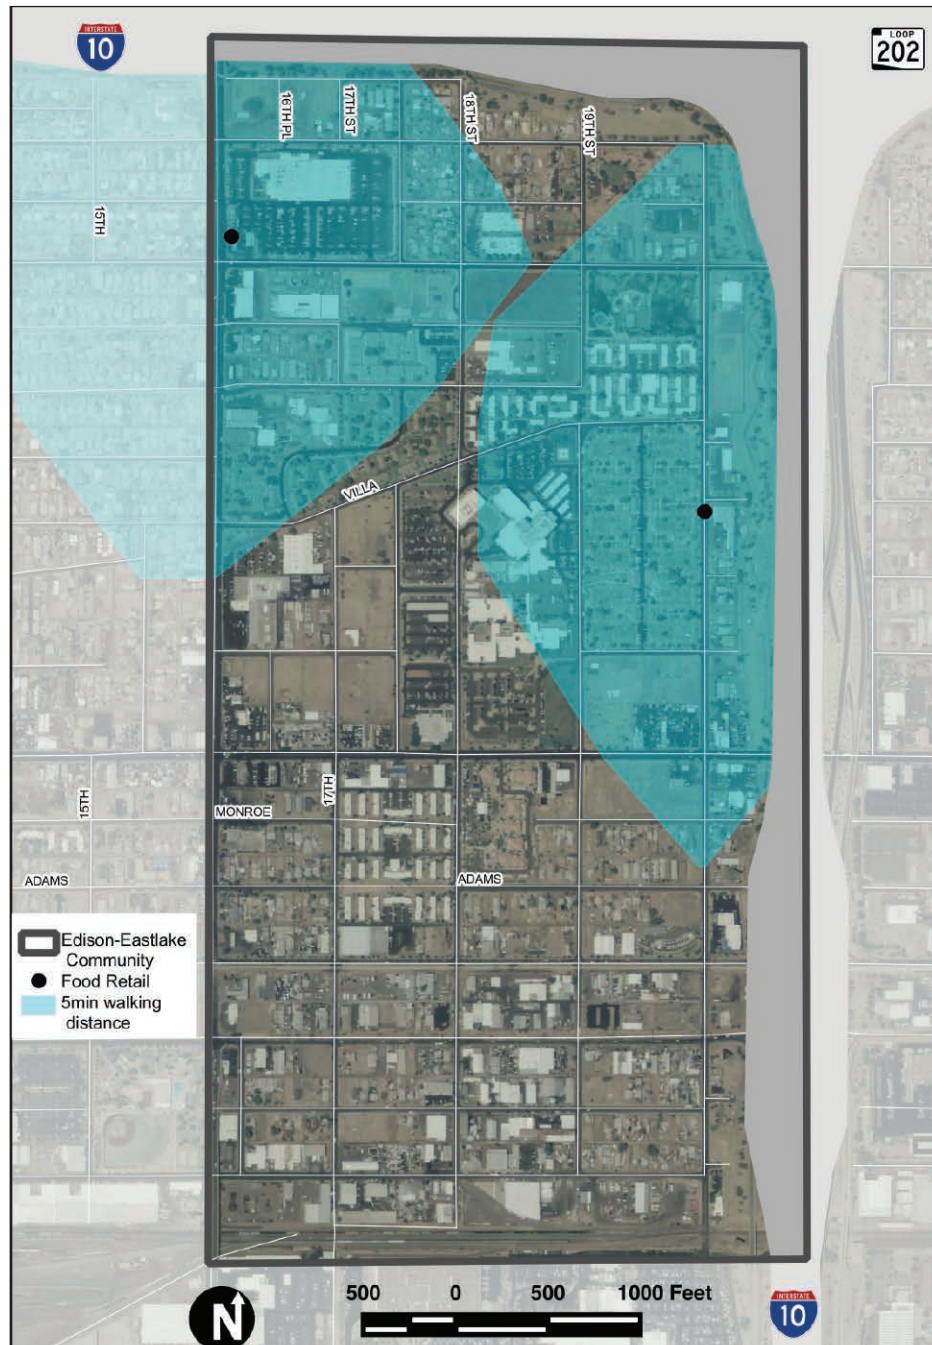 INTERSTATE
10
LOOP
202
16TH PL
17TH ST
18TH ST
19TH ST
15TH
VILLA
15TH
17TH
MONROE
ADAMS
ADAMS
Edison-Eastlake
Community
Food Retail
5min walking
distance
N
500 0 500 1000 Feet
INTERSTATE
10